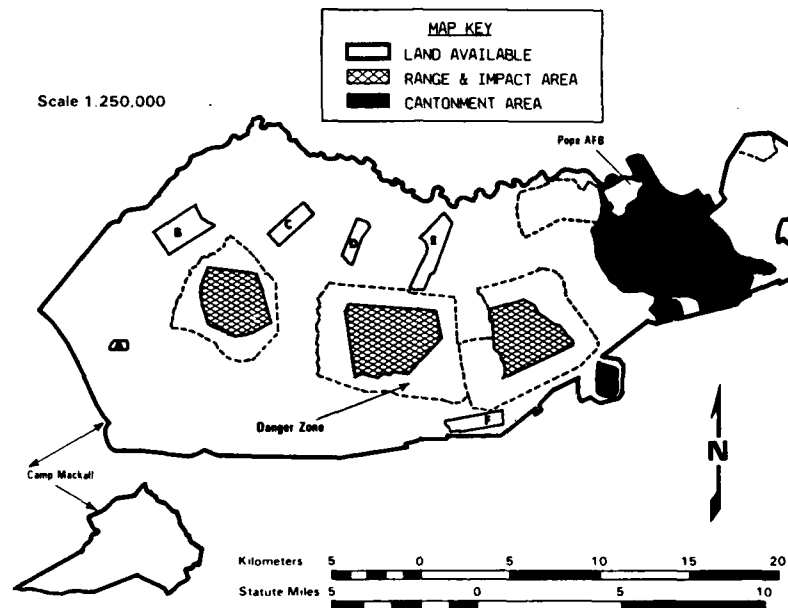 MAP KEY
LAND AVAILABLE
RANGE & IMPACT AREA
CANTONMENT AREA
Scale 1.250,000
Pope AFB
B
C
D
E
A
F
Danger Zone
Camp Mackall
N
Kilometers 5 0 5 10 15 20
Statute Miles 5 0 5 10